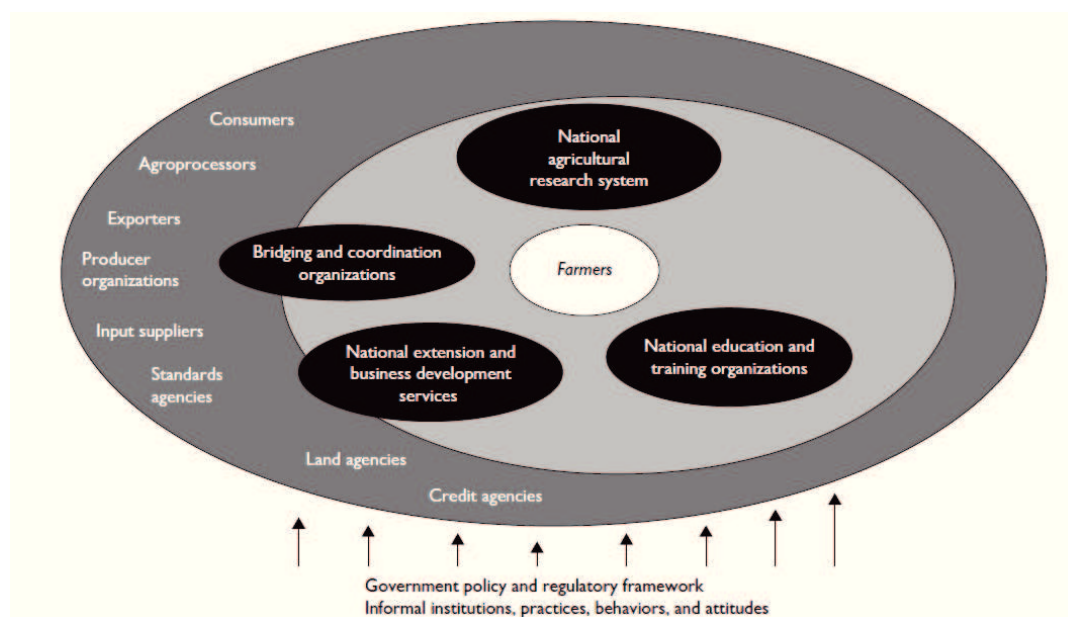 Consumers
National
agricultural
research system
Agroprocessors
Exporters
Bridging and coordination
organizations
Producer
organizations
Farmers
Input suppliers
National extension and
business development
services
National education and
training organizations
Standards
agencies
Land agencies
Credit agencies
Government policy and regulatory framework
Informal institutions, practices, behaviors, and attitudes